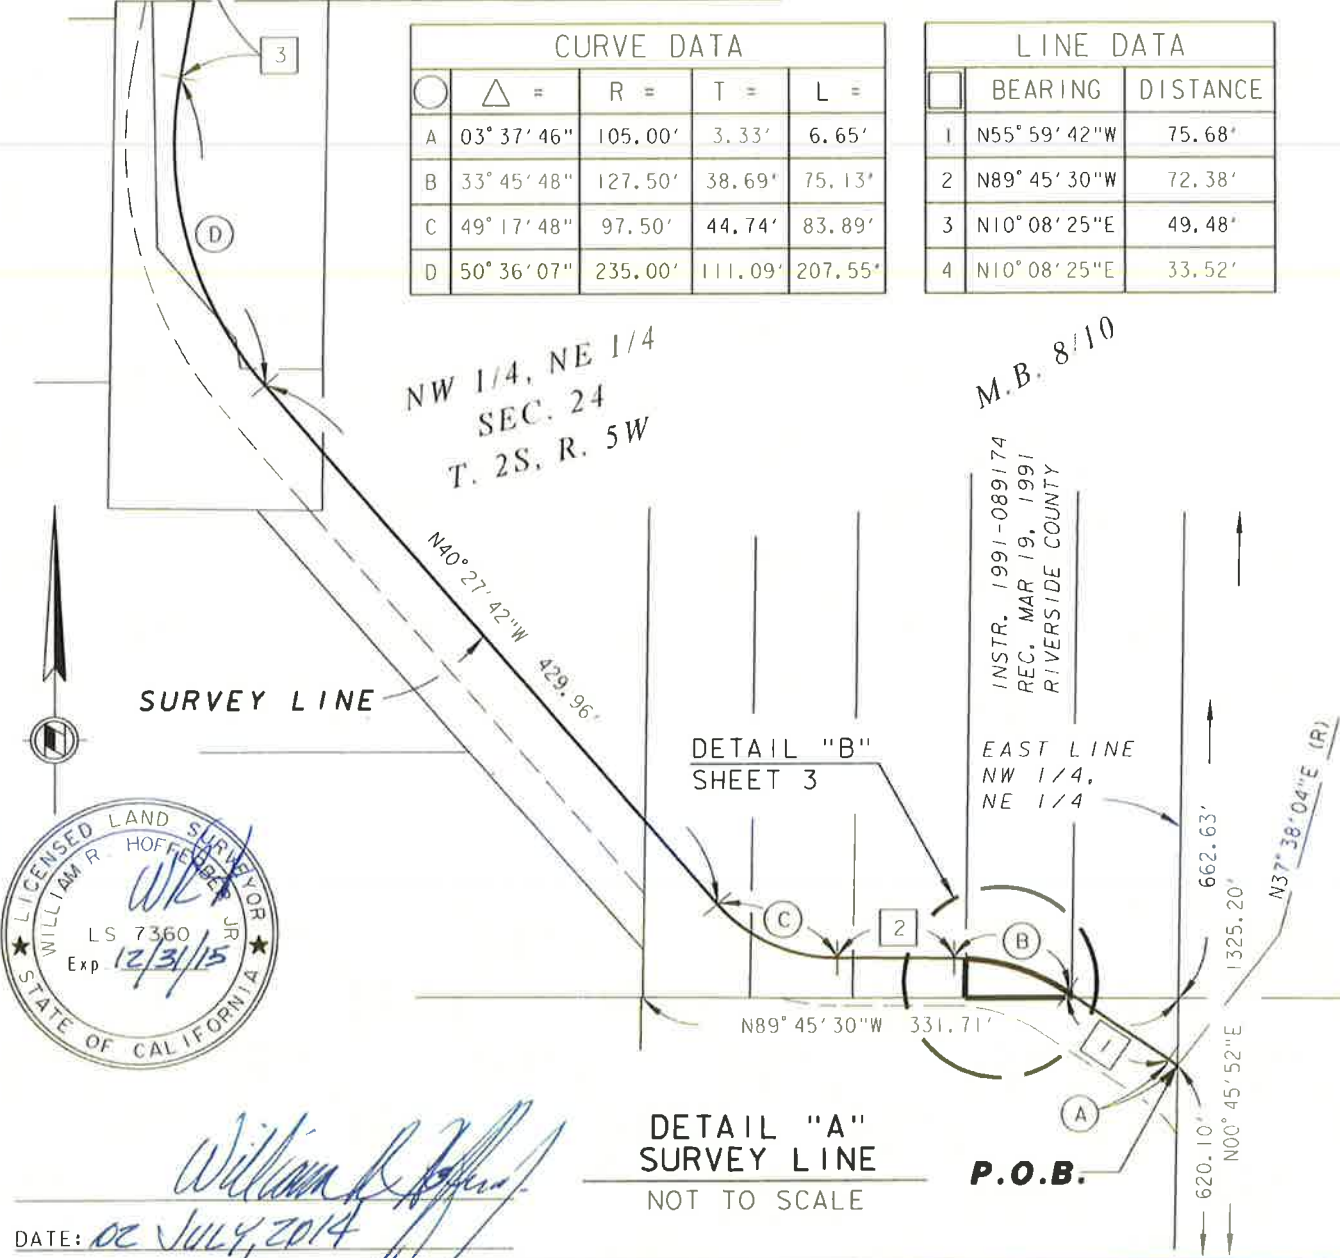 3
CURVE DATA
△ = R = T = L =
A 03°37'46" 105.00' 3.33' 6.65'
B 33°45'48" 127.50' 38.69' 75.13'
C 49°17'48" 97.50' 44.74' 83.89'
D 50°36'07" 235.00' 111.09' 207.55'
LINE DATA
BEARING DISTANCE
1 N55°59'42"W 75.68'
2 N89°45'30"W 72.38'
3 N10°08'25"E 49.48'
4 N10°08'25"E 33.52'
D
NW 1/4, NE 1/4
SEC. 24
T. 2S, R. 5W
M.B. 8/10
INSTR. 1991-089174
REC. MAR 19, 1991
RIVERSIDE COUNTY
N40°27'42"W 429.96'
SURVEY LINE
DETAIL "B"
SHEET 3
EAST LINE
NW 1/4,
NE 1/4
662.63'
1325.20'
N37°38'04"E (R)
C
2
B
N89°45'30"W 331.71'
1
A
N00°45'52"E
620.10'
P.O.B.
LICENSED LAND SURVEYOR
WILLIAM R. HOFFERBER JR
LS 7360
Exp 12/31/15
STATE OF CALIFORNIA
DETAIL "A"
SURVEY LINE
NOT TO SCALE
DATE: 02 JULY, 2014